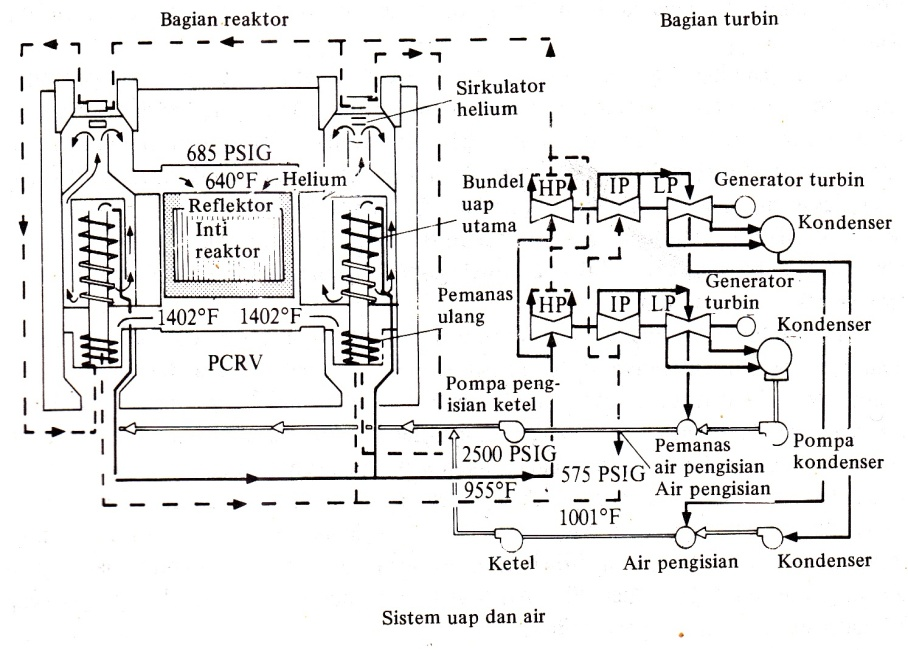 Bagian reaktor
Bagian turbin
Sirkulator
helium
685 PSIG
640°F
Helium
Reflektor
Inti
reaktor
Bundel
uap
utama
HP
IP
LP
Generator turbin
Kondenser
Pemanas
ulang
1402°F
1402°F
PCRV
HP
IP
LP
Generator
turbin
Kondenser
Pompa peng-
isian ketel
2500 PSIG
955°F
575 PSIG
1001°F
Pemanas
air pengisian
Air pengisian
Pompa
kondenser
Ketel
Air pengisian
Kondenser
Sistem uap dan air